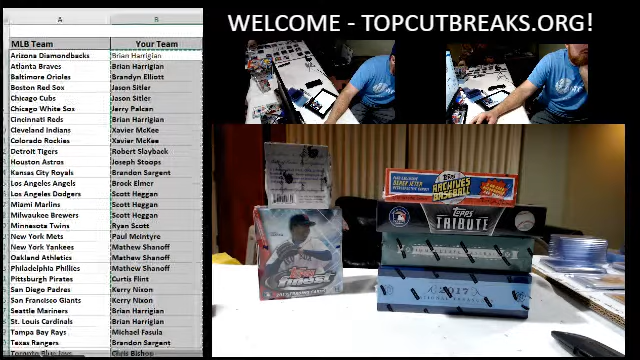 WELCOME - TOPCUTBREAKS.ORG!
A B
MLB Team Your Team
Arizona Diamondbacks Brian Harrigian
Atlanta Braves Brian Harrigian
Baltimore Orioles Brandyn Elliott
Boston Red Sox Jason Sitler
Chicago Cubs Jason Sitler
Chicago White Sox Jerry Palcan
Cincinnati Reds Brian Harrigian
Cleveland Indians Xavier McKee
Colorado Rockies Xavier McKee
Detroit Tigers Robert Slayback
Houston Astros Joseph Stoops
Kansas City Royals Brandon Sargent
Los Angeles Angels Brock Elmer
Los Angeles Dodgers Scott Heggan
Miami Marlins Scott Heggan
Milwaukee Brewers Scott Heggan
Minnesota Twins Ryan Scott
New York Mets Paul McIntyre
New York Yankees Mathew Shanoff
Oakland Athletics Mathew Shanoff
Philadelphia Phillies Mathew Shanoff
Pittsburgh Pirates Curtis Flint
San Diego Padres Kerry Nixon
San Francisco Giants Kerry Nixon
Seattle Mariners Brian Harrigian
St. Louis Cardinals Brian Harrigian
Tampa Bay Rays Michael Fasula
Texas Rangers Brandon Sargent
Toronto Blue Jays Chris Bishop
DEREK JETER
TOPPS
ARCHIVES
BASEBALL
TOPPS
TRIBUTE
FINEST
2017